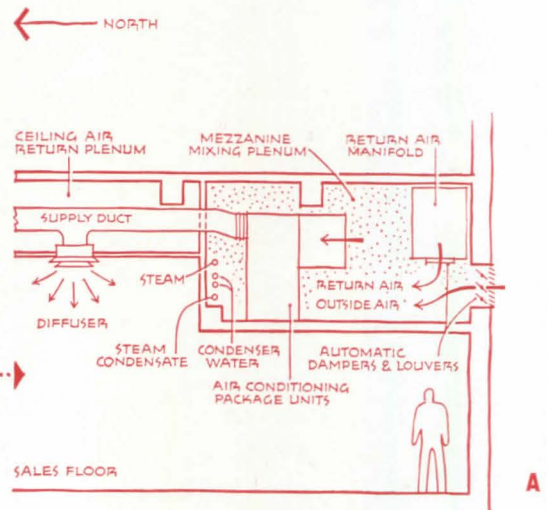 NORTH
CEILING AIR
RETURN PLENUM
MEZZANINE
MIXING PLENUM
RETURN AIR
MANIFOLD
SUPPLY DUCT
STEAM
RETURN AIR
OUTSIDE AIR
DIFFUSER
STEAM
CONDENSATE
CONDENSER
WATER
AUTOMATIC
DAMPERS & LOUVERS
AIR CONDITIONING
PACKAGE UNITS
SALES FLOOR
A